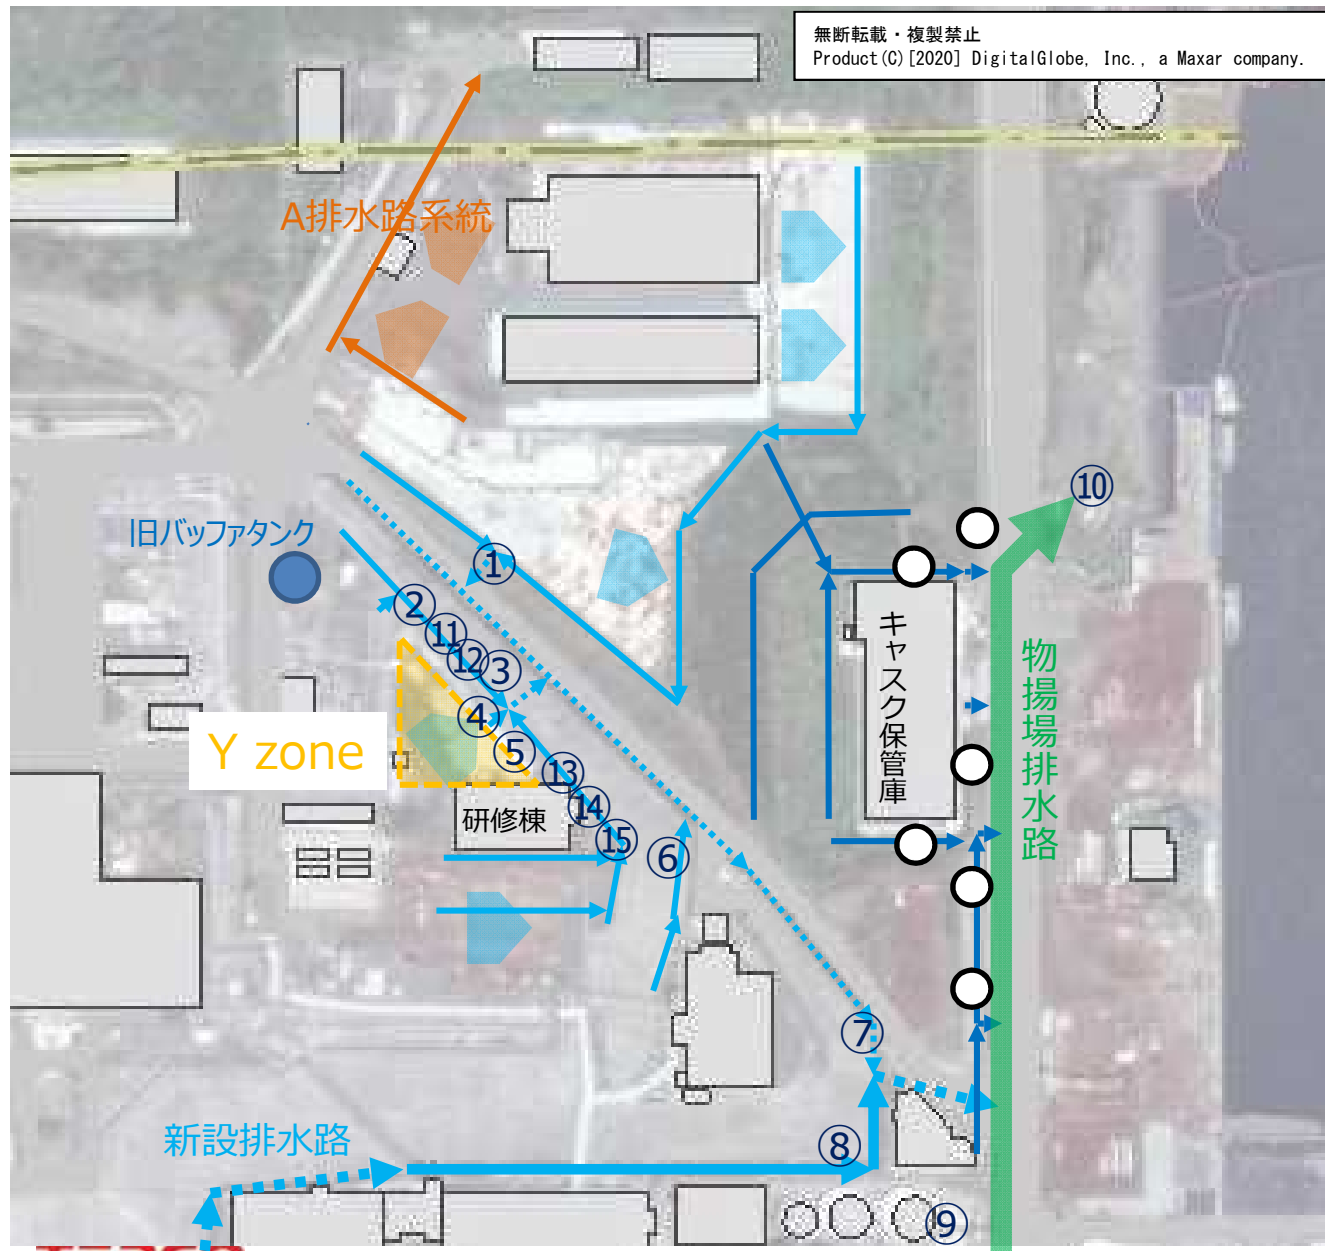 無断転載・複製禁止
Product(C)[2020] DigitalGlobe, Inc., a Maxar company.
A排水路系統
⑩
旧バッファタンク
①
②
⑪
⑫
③
キャスク保管庫
物揚場排水路
④
Y zone
⑤
⑬
⑭
研修棟
⑮
⑥
⑦
新設排水路
⑧
⑨